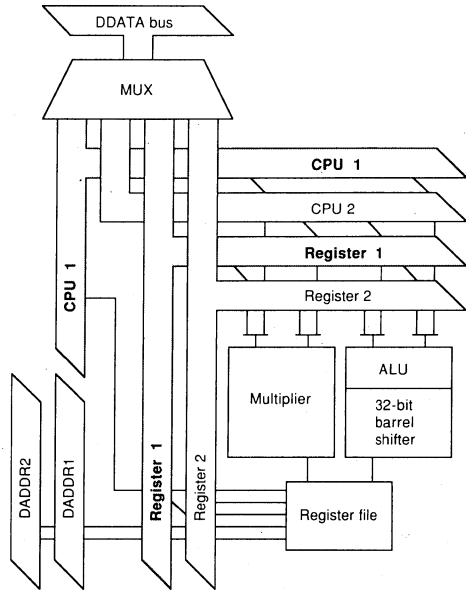 DDATA bus
MUX
CPU 1
CPU 2
Register 1
Register 2
CPU 1
Multiplier
ALU
32-bit
barrel
shifter
DADDR2
DADDR1
Register 1
Register 2
Register file